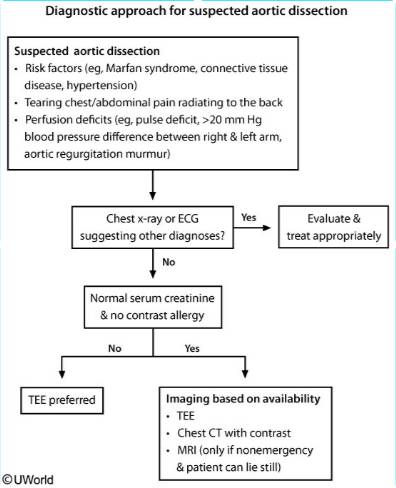 Diagnostic approach for suspected aortic dissection
Suspected aortic dissection
• Risk factors (eg, Marfan syndrome, connective tissue
disease, hypertension)
• Tearing chest/abdominal pain radiating to the back
• Perfusion deficits (eg, pulse deficit, >20 mm Hg
blood pressure difference between right & left arm,
aortic regurgitation murmur)
Chest x-ray or ECG
suggesting other diagnoses?
Yes
Evaluate &
treat appropriately
No
Normal serum creatinine
& no contrast allergy
No
Yes
TEE preferred
Imaging based on availability
• TEE
• Chest CT with contrast
• MRI (only if nonemergency
& patient can lie still)
©UWorld